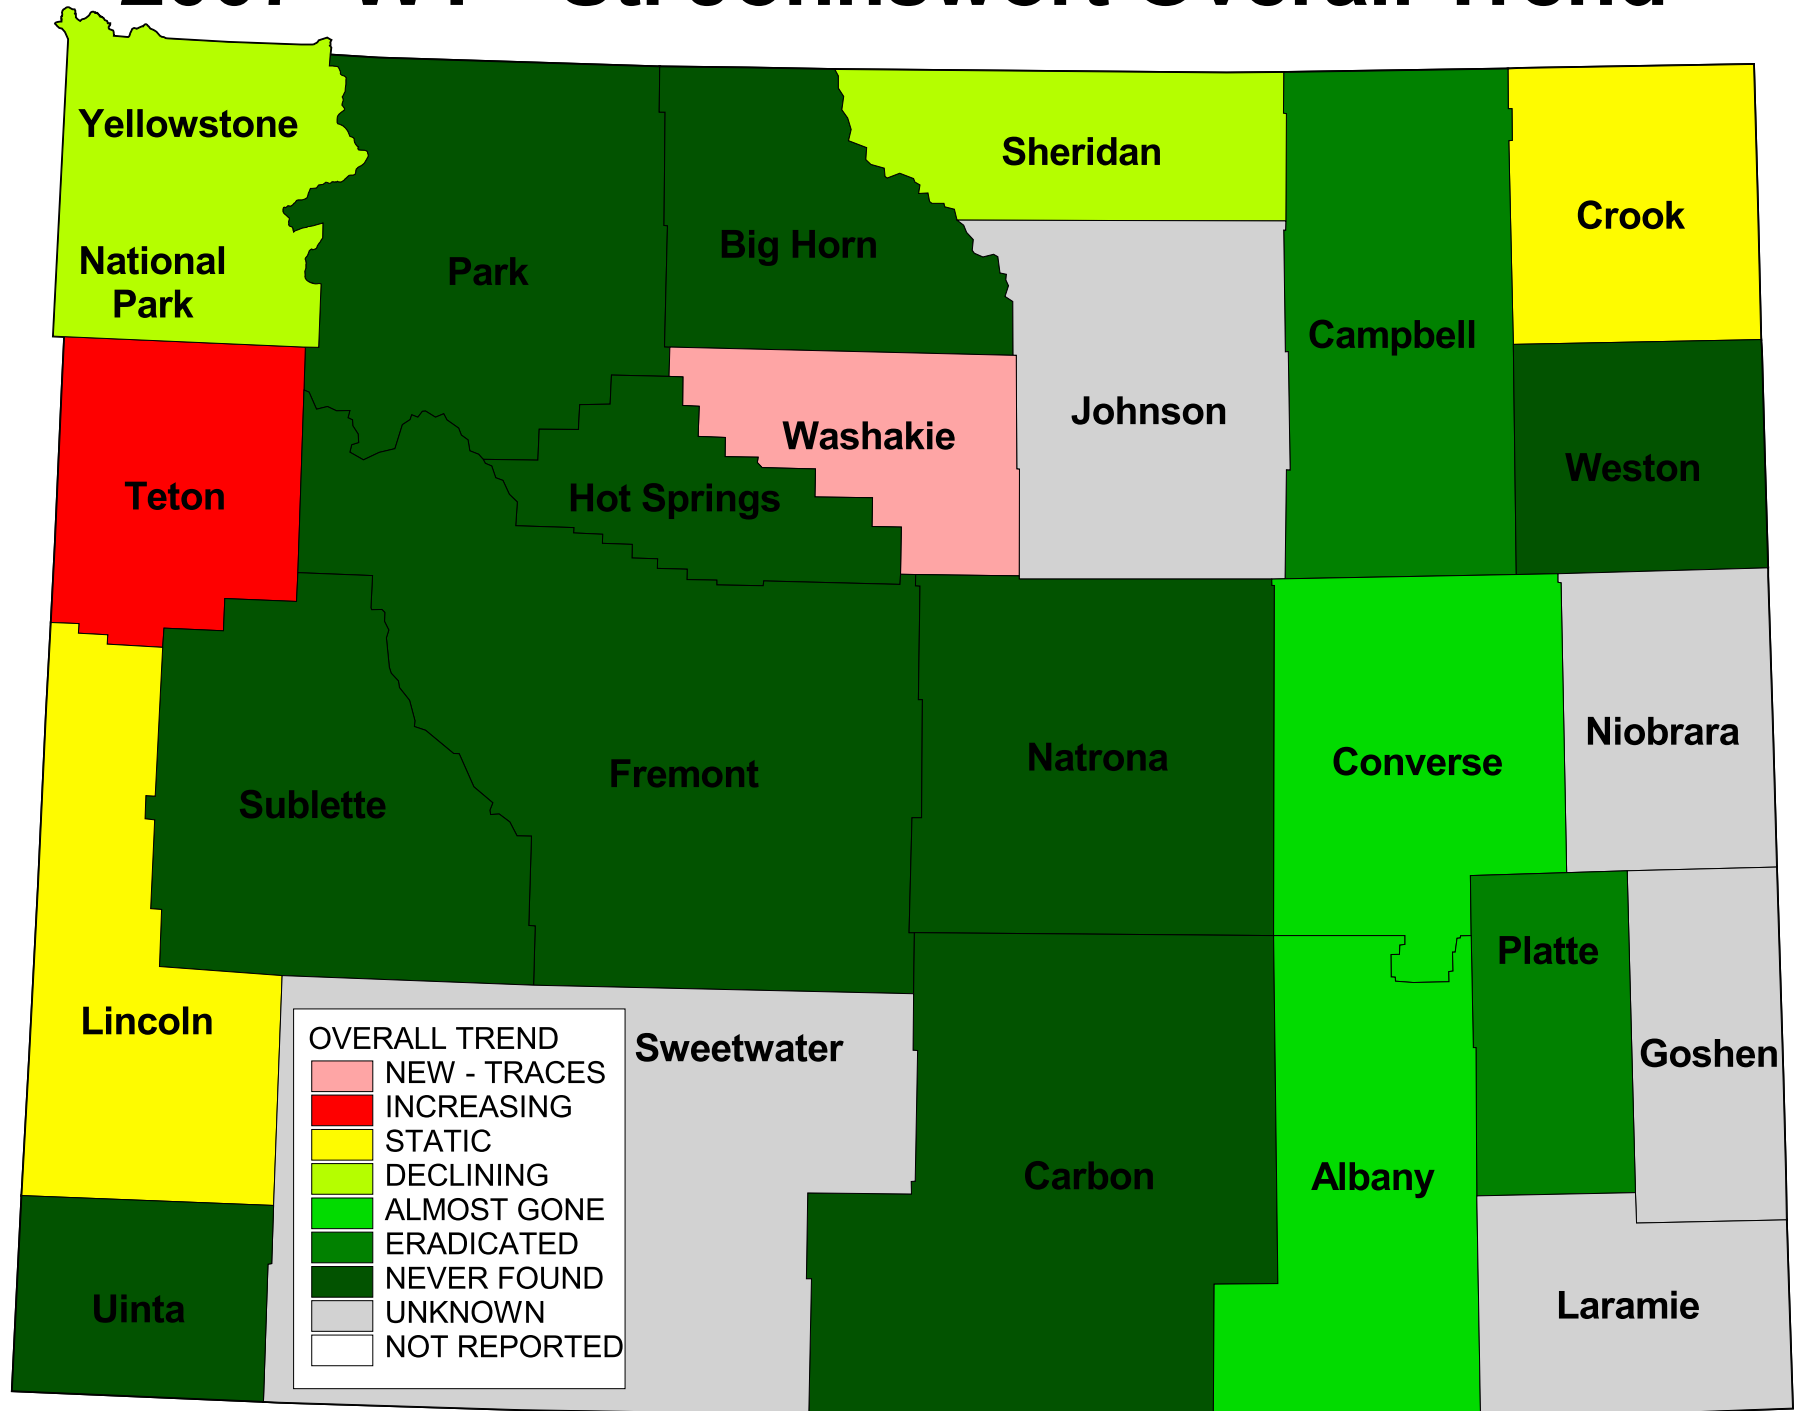 Overall Trend
Yellowstone
Sheridan
Crook
Big Horn
National
Park
Park
Campbell
Johnson
Washakie
Weston
Teton
Hot Springs
Niobrara
Natrona
Converse
Fremont
Sublette
Platte
Lincoln
Sweetwater
Goshen
Carbon
Albany
Uinta
Laramie
OVERALL TREND
NEW - TRACES
INCREASING
STATIC
DECLINING
ALMOST GONE
ERADICATED
NEVER FOUND
UNKNOWN
NOT REPORTED